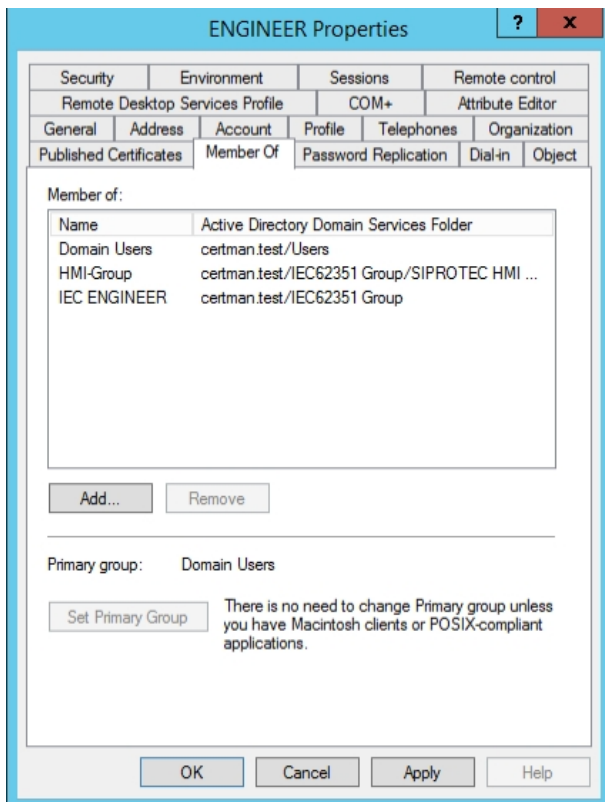 ENGINEER Properties
? x
Security Environment Sessions Remote control
Remote Desktop Services Profile COM+ Attribute Editor
General Address Account Profile Telephones Organization
Published Certificates Member Of Password Replication Dial-in Object
Member of:
Name Active Directory Domain Services Folder
Domain Users certman.test/Users
HMI-Group certman.test/IEC62351 Group/SIPROTEC HMI ...
IEC ENGINEER certman.test/IEC62351 Group
Add... Remove
Primary group: Domain Users
Set Primary Group
There is no need to change Primary group unless
you have Macintosh clients or POSIX-compliant
applications.
OK Cancel Apply Help